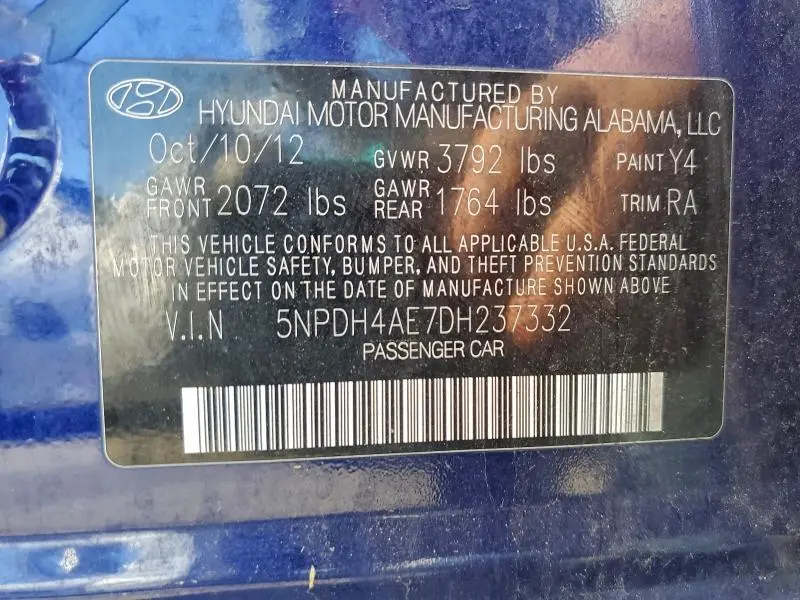 MANUFACTURED BY
HYUNDAI MOTOR MANUFACTURING ALABAMA, LLC
Oct/10/12 GVWR 3792 lbs PAINT Y4
GAWR FRONT 2072 lbs GAWR REAR 1764 lbs TRIM RA
THIS VEHICLE CONFORMS TO ALL APPLICABLE U.S.A. FEDERAL
MOTOR VEHICLE SAFETY, BUMPER, AND THEFT PREVENTION STANDARDS
IN EFFECT ON THE DATE OF MANUFACTURE SHOWN ABOVE.
V.I.N 5NPDH4AE7DH237332
PASSENGER CAR